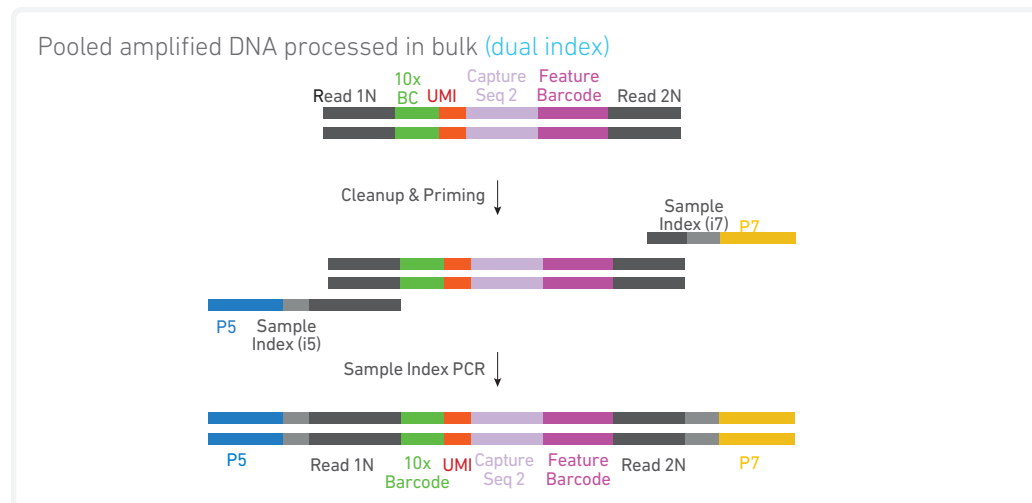 Pooled amplified DNA processed in bulk (dual index)
Read 1N
10x
BC
UMI
Capture
Seq 2
Feature
Barcode
Read 2N
Cleanup & Priming
Sample
Index (i7)
P7
P5
Sample
Index (i5)
Sample Index PCR
P5
Read 1N
10x
Barcode
UMI
Capture
Seq 2
Feature
Barcode
Read 2N
P7